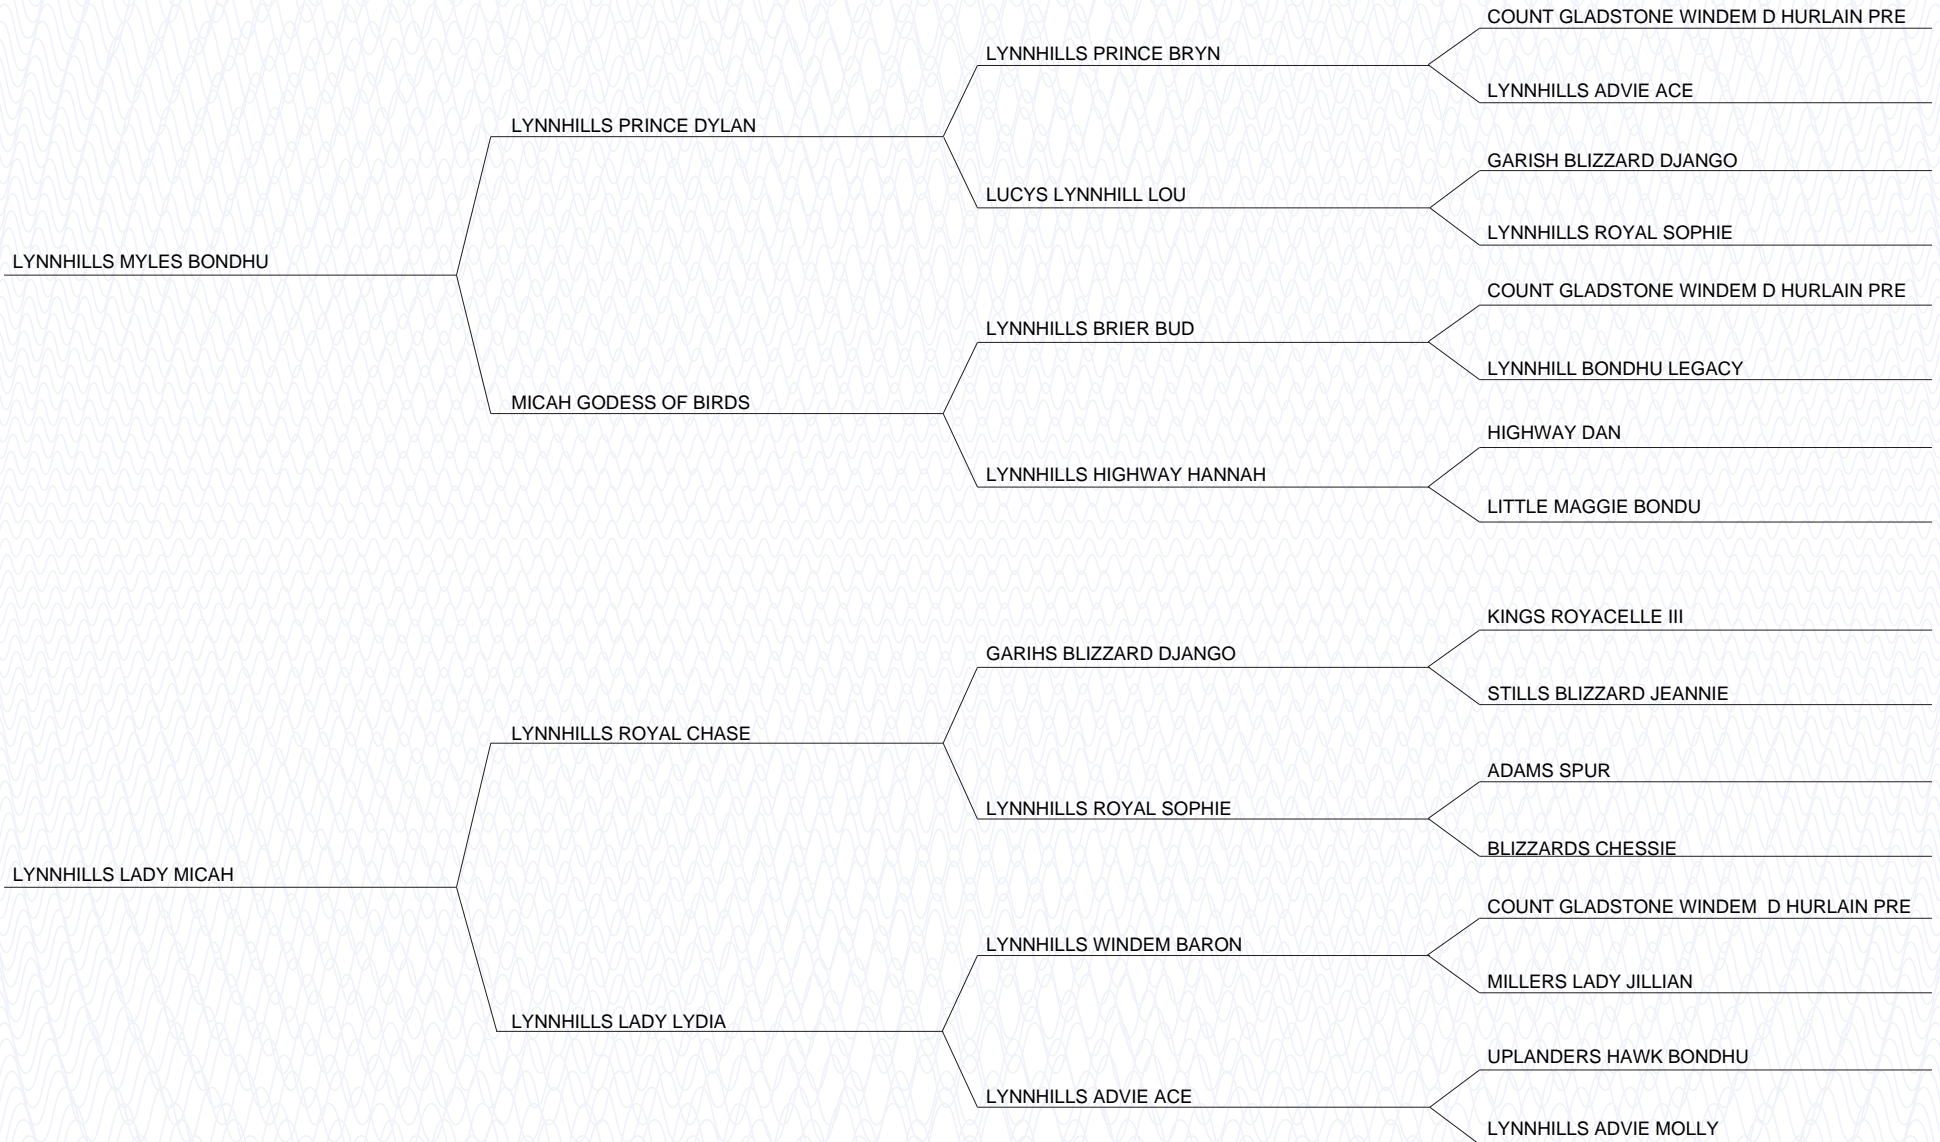 COUNT GLADSTONE WINDEM D HURLAIN PRE
LYNNHILLS PRINCE BRYN
LYNNHILLS ADVIE ACE
LYNNHILLS PRINCE DYLAN
GARISH BLIZZARD DJANGO
LUCYS LYNNHILL LOU
LYNNHILLS ROYAL SOPHIE
LYNNHILLS MYLES BONDHU
COUNT GLADSTONE WINDEM D HURLAIN PRE
LYNNHILLS BRIER BUD
LYNNHILL BONDHU LEGACY
MICAH GODESS OF BIRDS
HIGHWAY DAN
LYNNHILLS HIGHWAY HANNAH
LITTLE MAGGIE BONDU
KINGS ROYACELLE III
GARIHS BLIZZARD DJANGO
STILLS BLIZZARD JEANNIE
LYNNHILLS ROYAL CHASE
ADAMS SPUR
LYNNHILLS ROYAL SOPHIE
BLIZZARDS CHESSIE
LYNNHILLS LADY MICAH
COUNT GLADSTONE WINDEM  D HURLAIN PRE
LYNNHILLS WINDEM BARON
MILLERS LADY JILLIAN
LYNNHILLS LADY LYDIA
UPLANDERS HAWK BONDHU
LYNNHILLS ADVIE ACE
LYNNHILLS ADVIE MOLLY